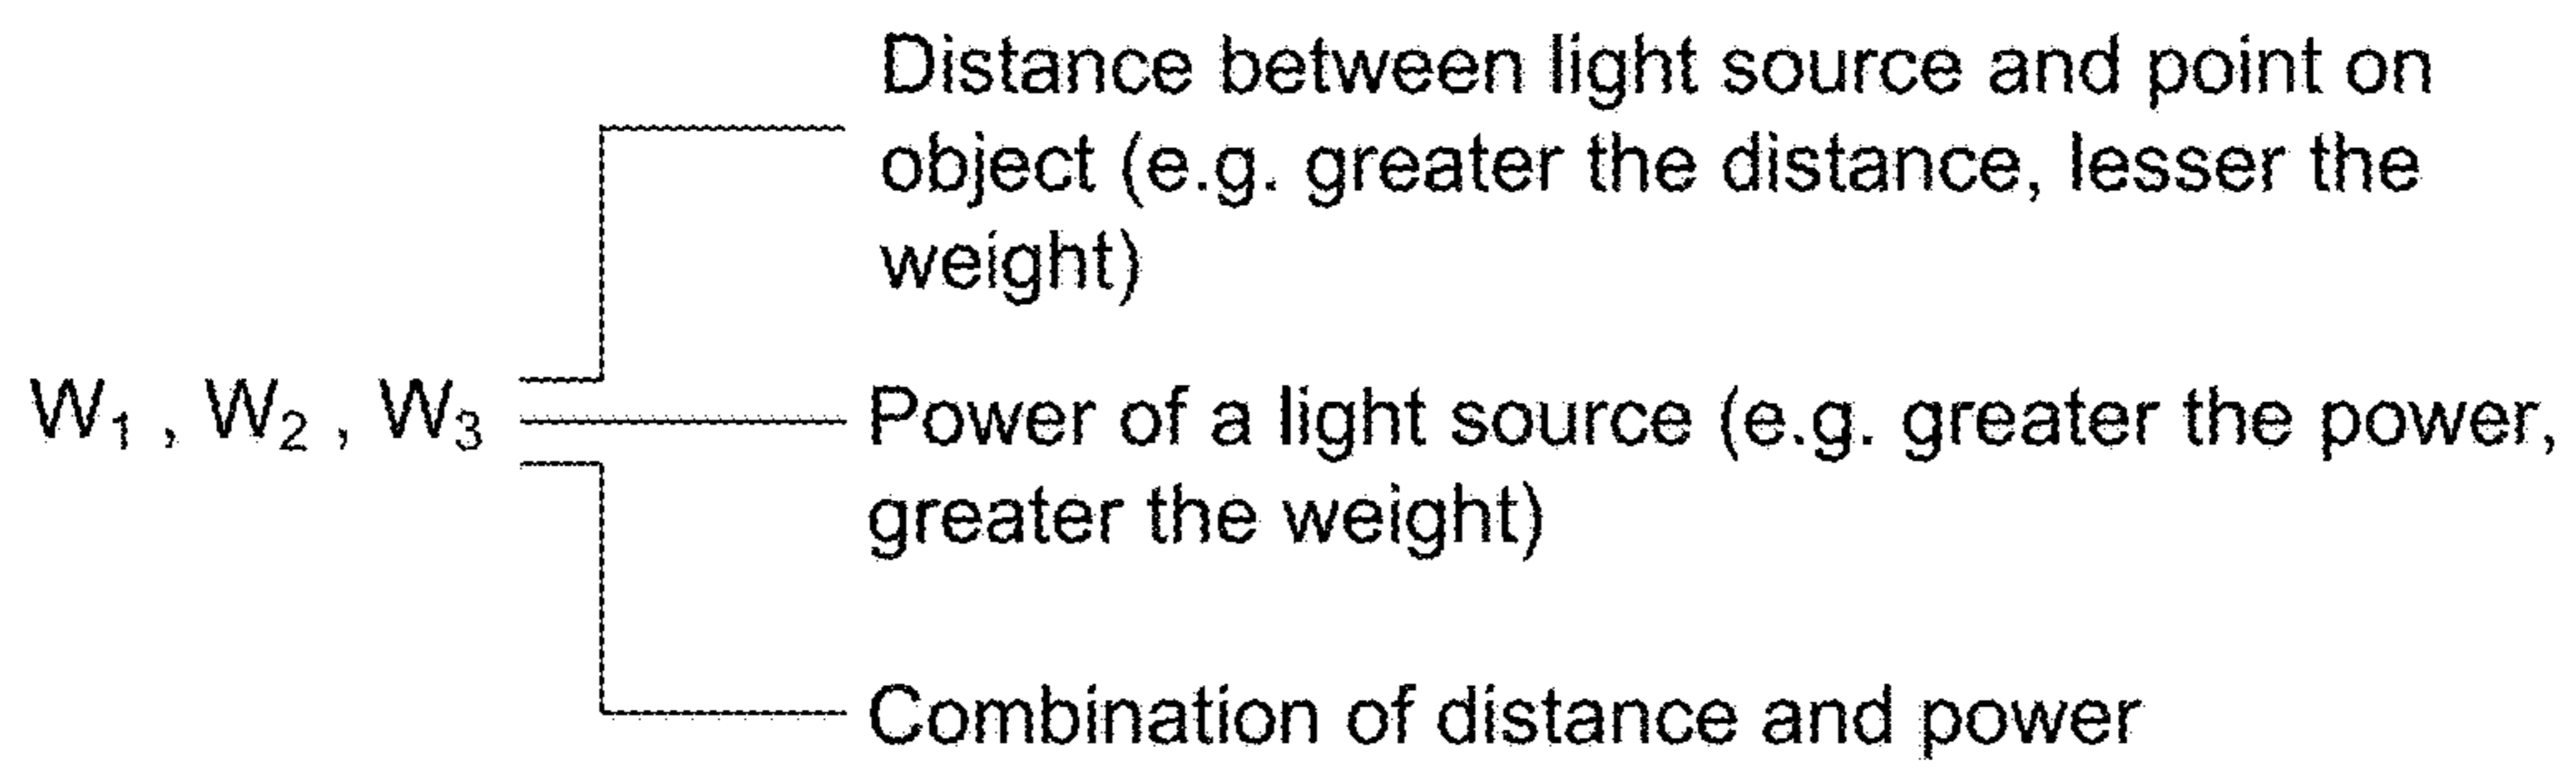 Distance between light source and point on
object (e.g. greater the distance, lesser the
weight)
W₁ , W₂ , W₃
Power of a light source (e.g. greater the power,
greater the weight)
Combination of distance and power